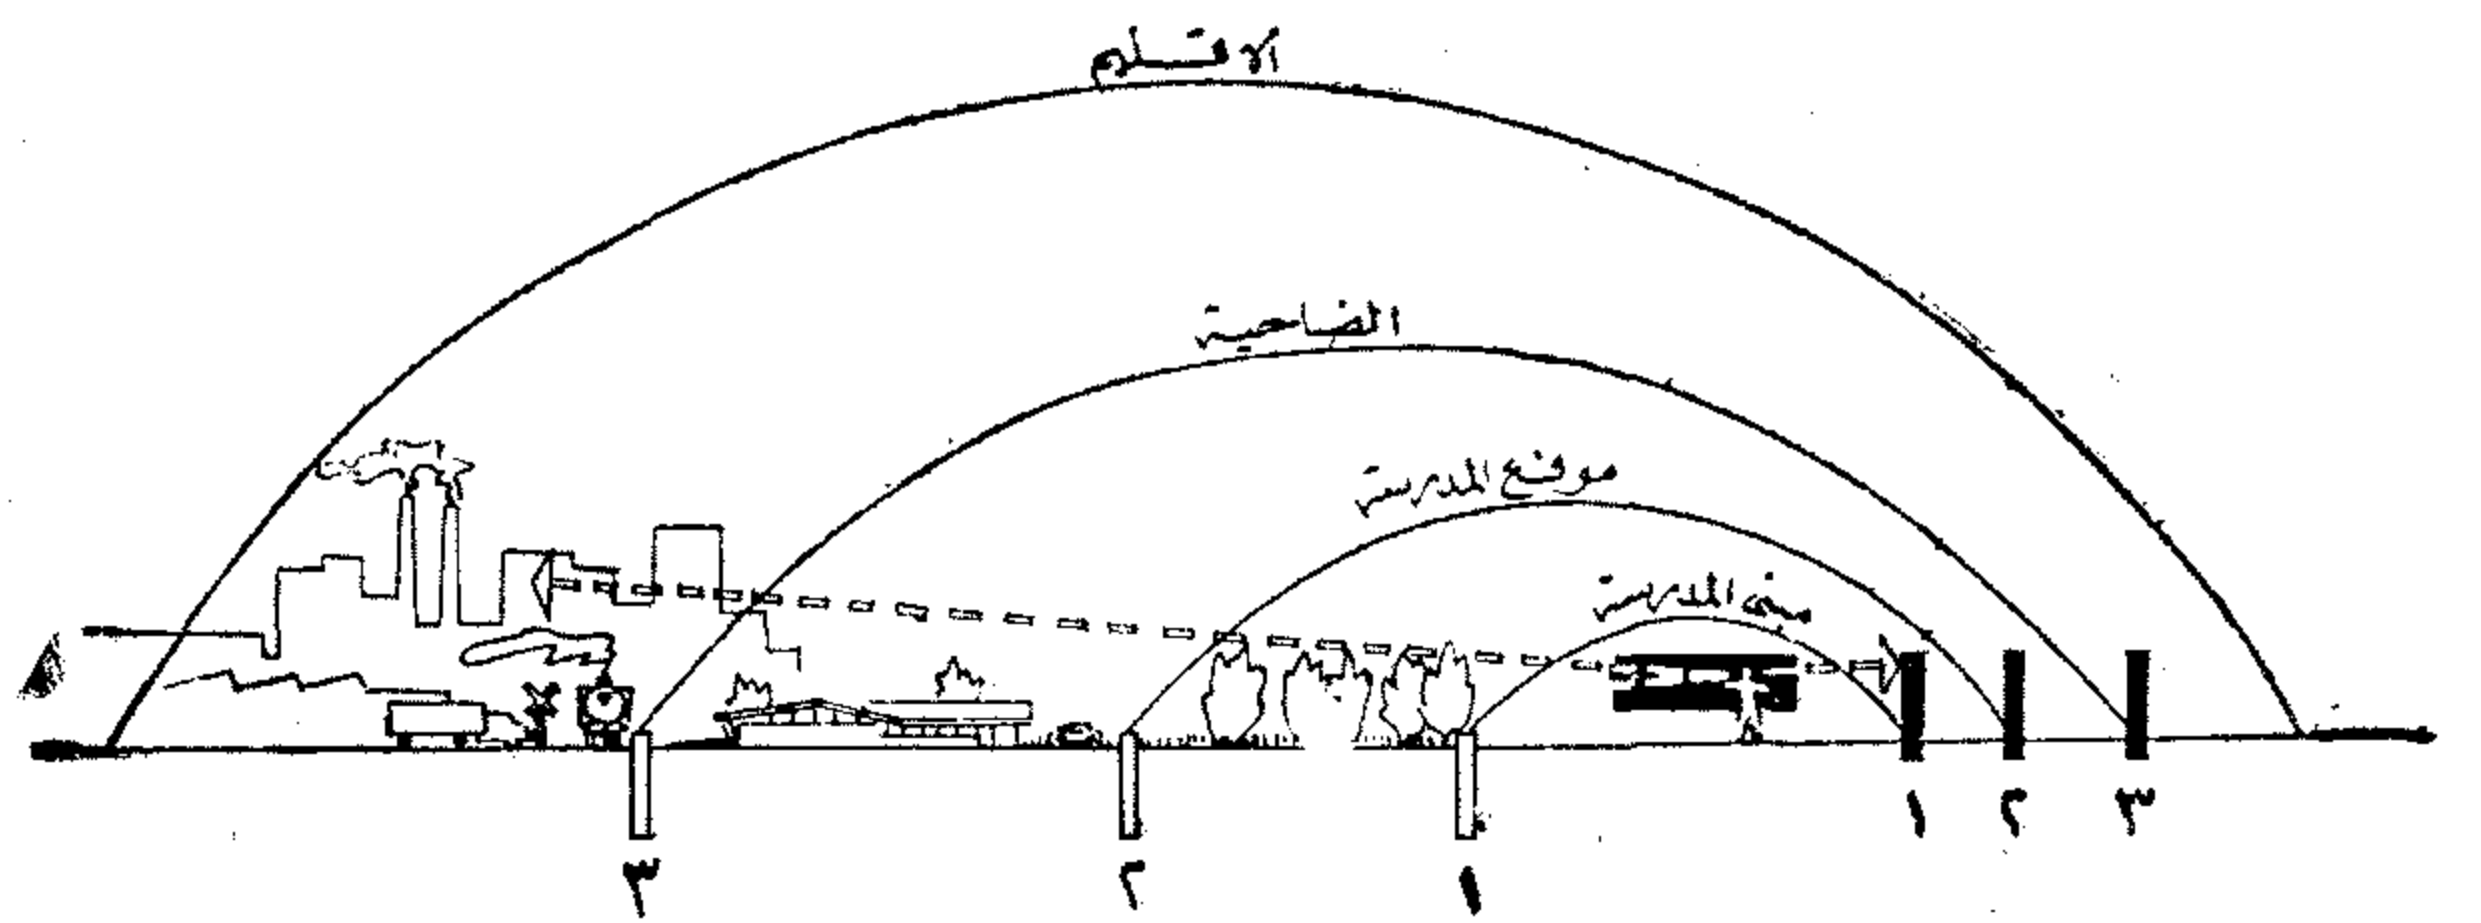 الاقليم
الضاحية
موقع المدرسة
مبنى المدرسة
٣ ٢ ١ ١ ٢ ٣